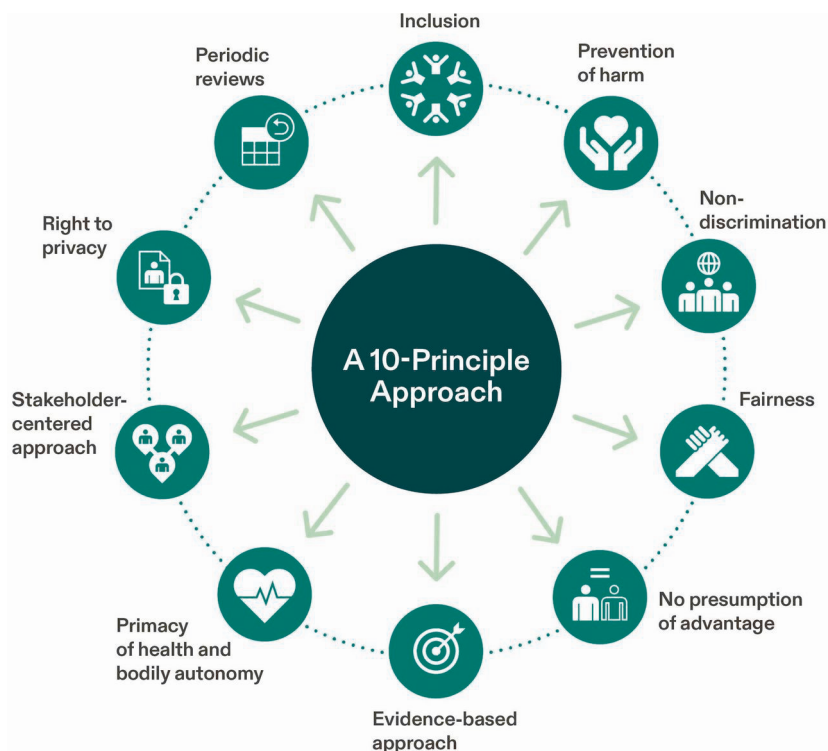 Inclusion
Prevention
of harm
Non-
discrimination
Fairness
No presumption
of advantage
Evidence-based
approach
Primacy
of health and
bodily autonomy
Stakeholder-
centered
approach
Right to
privacy
Periodic
reviews
A 10-Principle
Approach